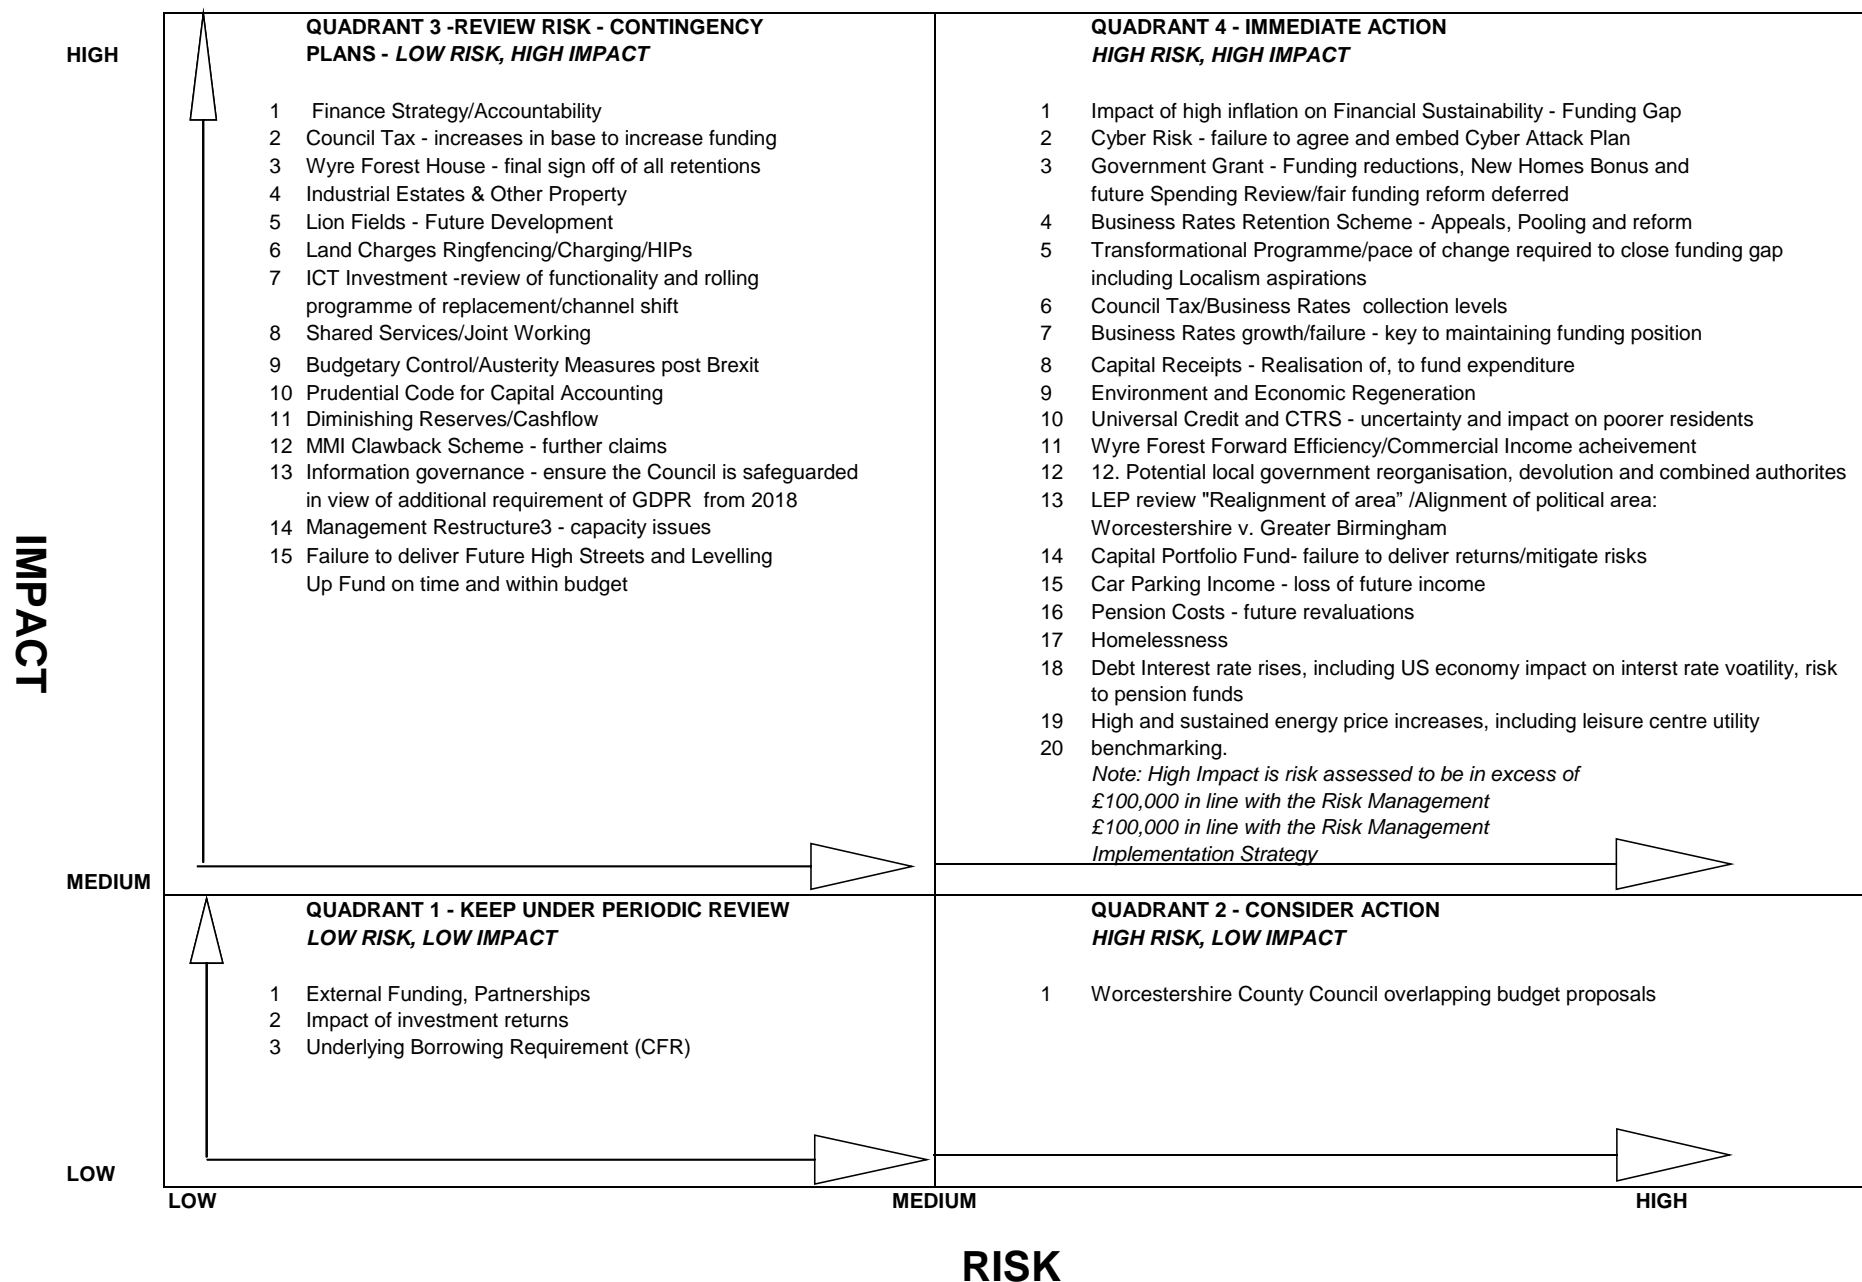 HIGH
QUADRANT 3 -REVIEW RISK - CONTINGENCY
PLANS - LOW RISK, HIGH IMPACT
1 Finance Strategy/Accountability
2 Council Tax - increases in base to increase funding
3 Wyre Forest House - final sign off of all retentions
4 Industrial Estates & Other Property
5 Lion Fields - Future Development
6 Land Charges Ringfencing/Charging/HIPs
7 ICT Investment -review of functionality and rolling
programme of replacement/channel shift
8 Shared Services/Joint Working
9 Budgetary Control/Austerity Measures post Brexit
10 Prudential Code for Capital Accounting
11 Diminishing Reserves/Cashflow
12 MMI Clawback Scheme - further claims
13 Information governance - ensure the Council is safeguarded
in view of additional requirement of GDPR from 2018
14 Management Restructure3 - capacity issues
15 Failure to deliver Future High Streets and Levelling
Up Fund on time and within budget
QUADRANT 4 - IMMEDIATE ACTION
HIGH RISK, HIGH IMPACT
1 Impact of high inflation on Financial Sustainability - Funding Gap
2 Cyber Risk - failure to agree and embed Cyber Attack Plan
3 Government Grant - Funding reductions, New Homes Bonus and
future Spending Review/fair funding reform deferred
4 Business Rates Retention Scheme - Appeals, Pooling and reform
5 Transformational Programme/pace of change required to close funding gap
including Localism aspirations
6 Council Tax/Business Rates collection levels
7 Business Rates growth/failure - key to maintaining funding position
8 Capital Receipts - Realisation of, to fund expenditure
9 Environment and Economic Regeneration
10 Universal Credit and CTRS - uncertainty and impact on poorer residents
11 Wyre Forest Forward Efficiency/Commercial Income acheivement
12 12. Potential local government reorganisation, devolution and combined authorites
13 LEP review "Realignment of area” /Alignment of political area:
Worcestershire v. Greater Birmingham
14 Capital Portfolio Fund- failure to deliver returns/mitigate risks
15 Car Parking Income - loss of future income
16 Pension Costs - future revaluations
17 Homelessness
18 Debt Interest rate rises, including US economy impact on interst rate voatility, risk
to pension funds
19 High and sustained energy price increases, including leisure centre utility
20 benchmarking.
Note: High Impact is risk assessed to be in excess of
£100,000 in line with the Risk Management
£100,000 in line with the Risk Management
Implementation Strategy
IMPACT
MEDIUM
QUADRANT 1 - KEEP UNDER PERIODIC REVIEW
LOW RISK, LOW IMPACT
1 External Funding, Partnerships
2 Impact of investment returns
3 Underlying Borrowing Requirement (CFR)
QUADRANT 2 - CONSIDER ACTION
HIGH RISK, LOW IMPACT
1 Worcestershire County Council overlapping budget proposals
LOW
LOW
MEDIUM
HIGH
RISK